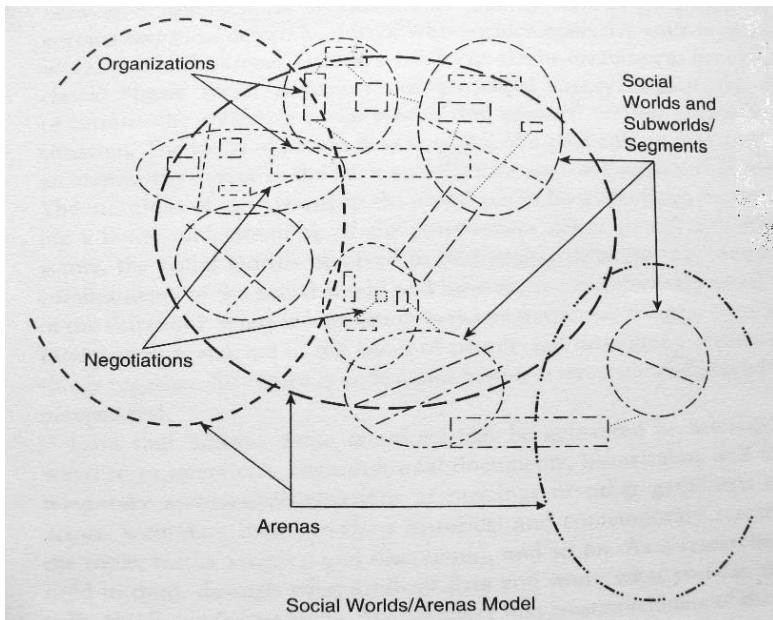 Organizations
Social
Worlds and
Subworlds/
Segments
Negotiations
Arenas
Social Worlds/Arenas Model